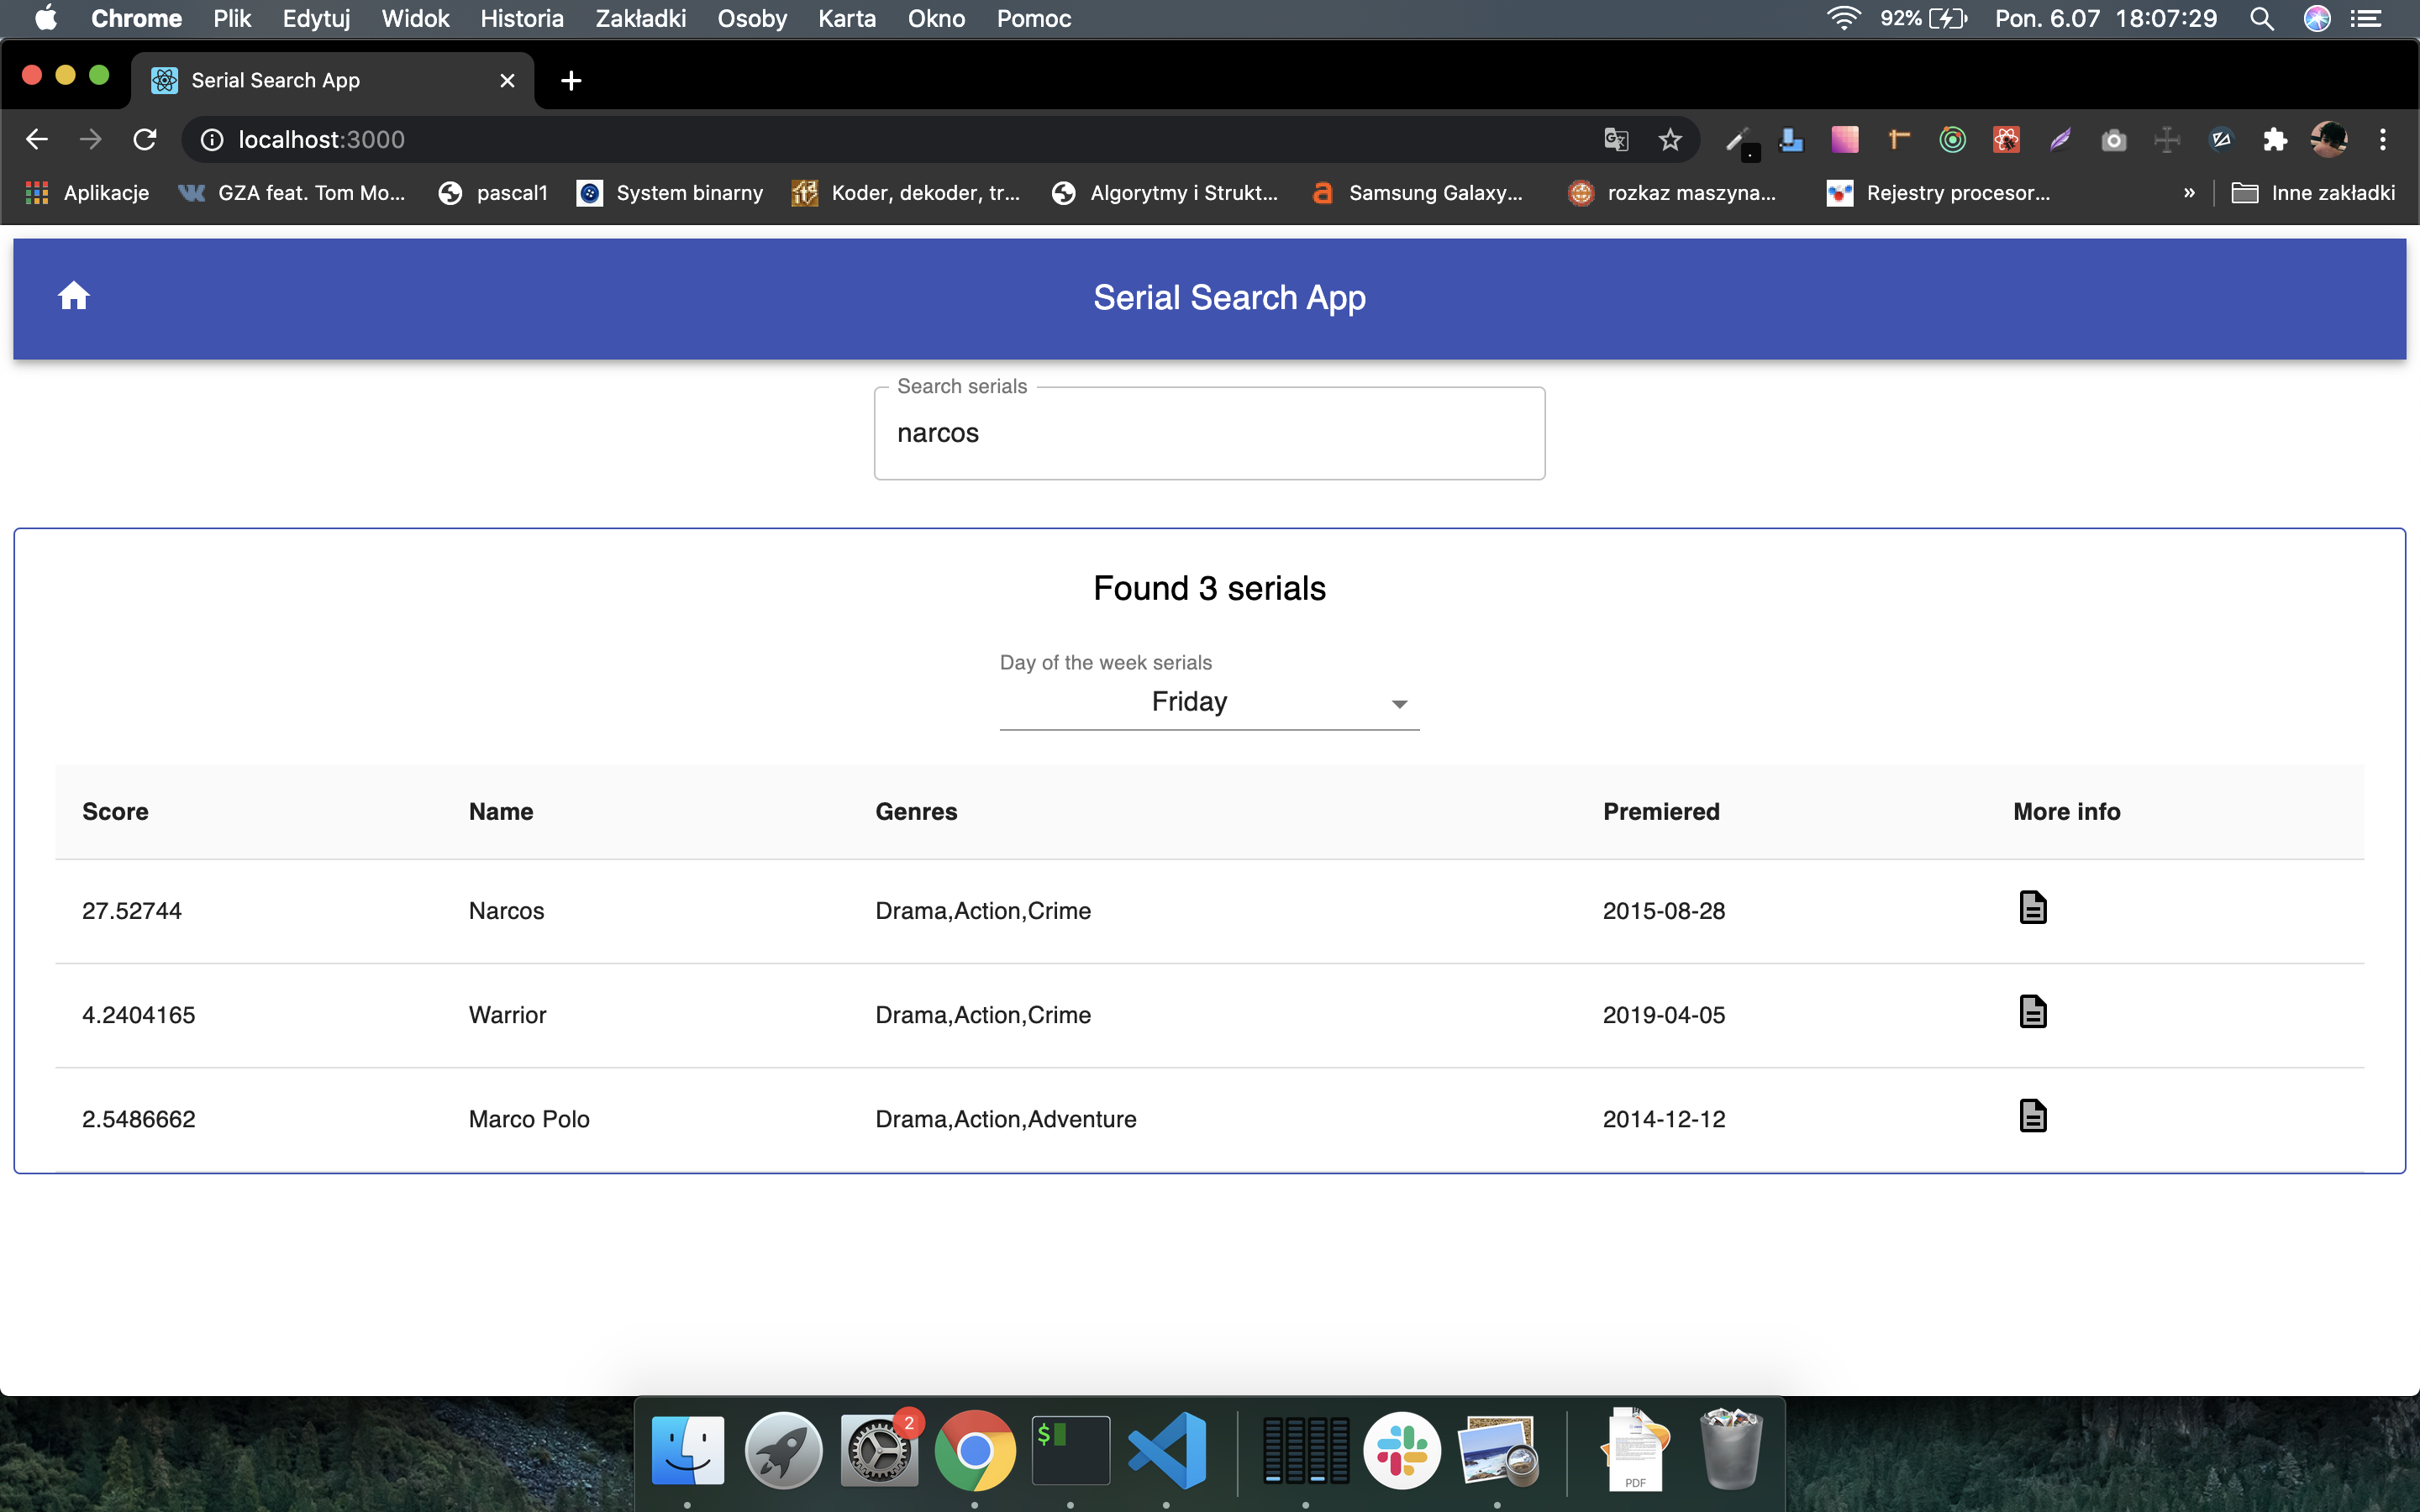 Chrome Plik Edytuj Widok Historia Zakładki Osoby Karta Okno Pomoc 92% Pon. 6.07 18:07:29
Serial Search App
localhost:3000
Aplikacje GZA feat. Tom Mo... pascal1 System binarny Koder, dekoder, tr... Algorytmy i Strukt... Samsung Galaxy... rozkaz maszyna... Rejestry procesor... » Inne zakładki
Serial Search App
Search serials
narcos
Found 3 serials
Day of the week serials
Friday
Score Name Genres Premiered More info
27.52744 Narcos Drama,Action,Crime 2015-08-28
4.2404165 Warrior Drama,Action,Crime 2019-04-05
2.5486662 Marco Polo Drama,Action,Adventure 2014-12-12
2
$
PDF